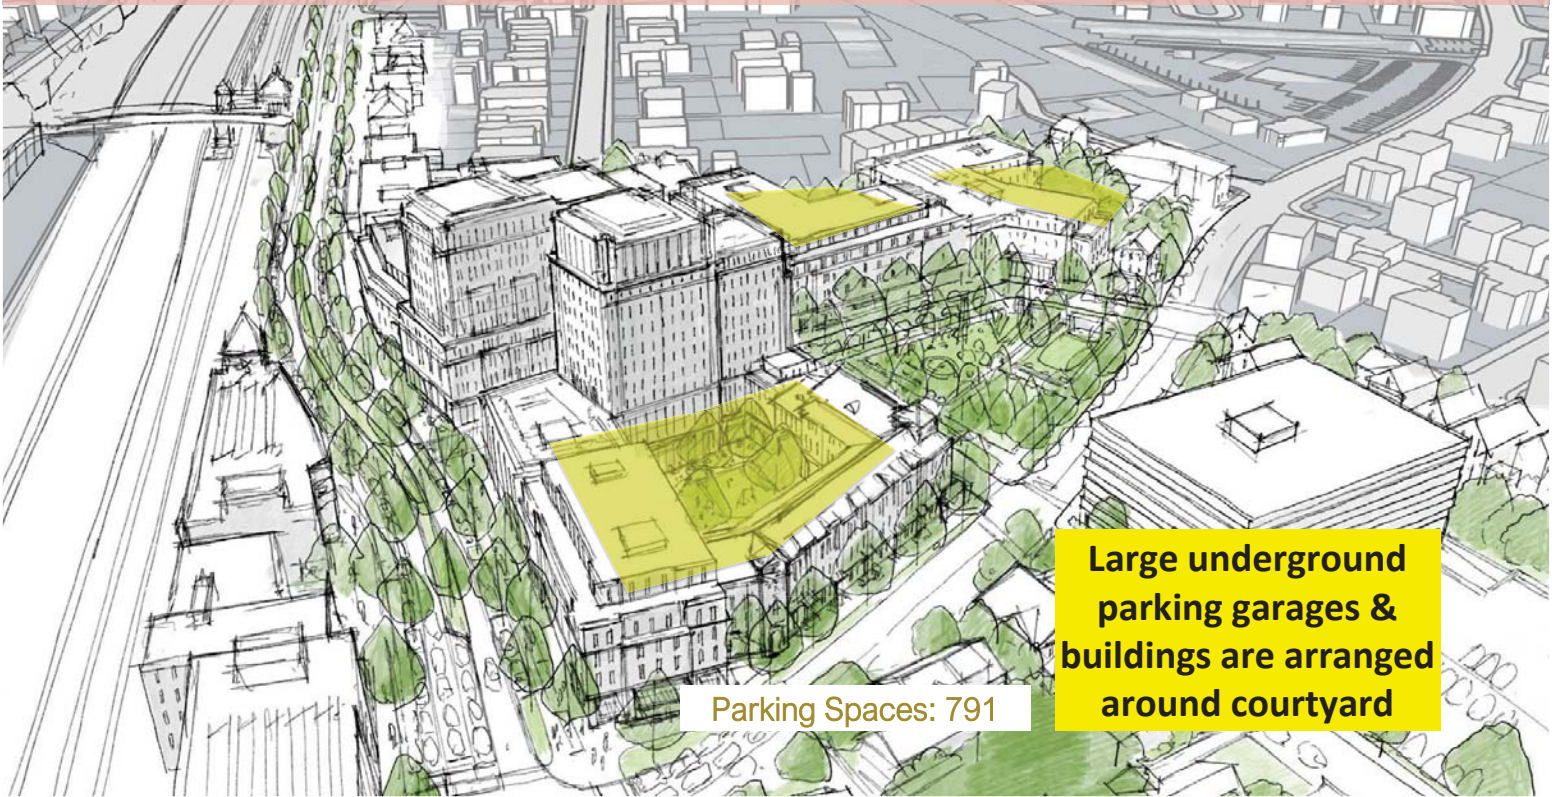 Large underground
parking garages &
buildings are arranged
around courtyard
Parking Spaces: 791